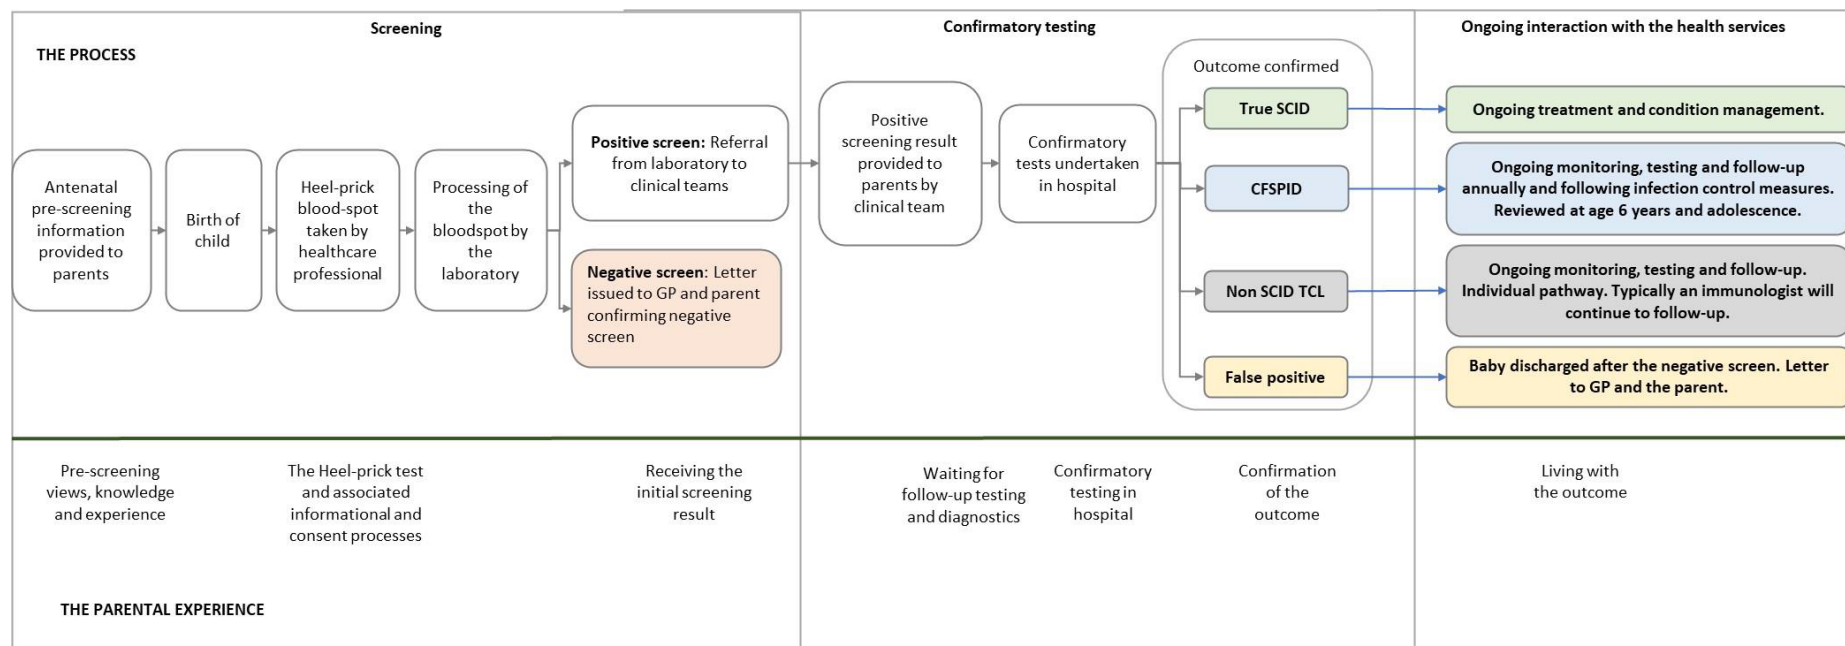 Screening
Confirmatory testing
Ongoing interaction with the health services
THE PROCESS
Antenatal
pre-screening
information
provided to
parents
Birth of
child
Heel-prick
blood-spot
taken by
healthcare
professional
Processing of
the
bloodspot by
the
laboratory
Positive screen: Referral
from laboratory to
clinical teams
Negative screen: Letter
issued to GP and parent
confirming negative
screen
Positive
screening result
provided to
parents by
clinical team
Confirmatory
tests undertaken
in hospital
Outcome confirmed
True SCID
CFSPID
Non SCID TCL
False positive
Ongoing treatment and condition management.
Ongoing monitoring, testing and follow-up
annually and following infection control measures.
Reviewed at age 6 years and adolescence.
Ongoing monitoring, testing and follow-up.
Individual pathway. Typically an immunologist will
continue to follow-up.
Baby discharged after the negative screen. Letter
to GP and the parent.
Pre-screening
views, knowledge
and experience
The Heel-prick test
and associated
informational and
consent processes
Receiving the
initial screening
result
Waiting for
follow-up testing
and diagnostics
Confirmatory
testing in
hospital
Confirmation
of the
outcome
Living with
the outcome
THE PARENTAL EXPERIENCE